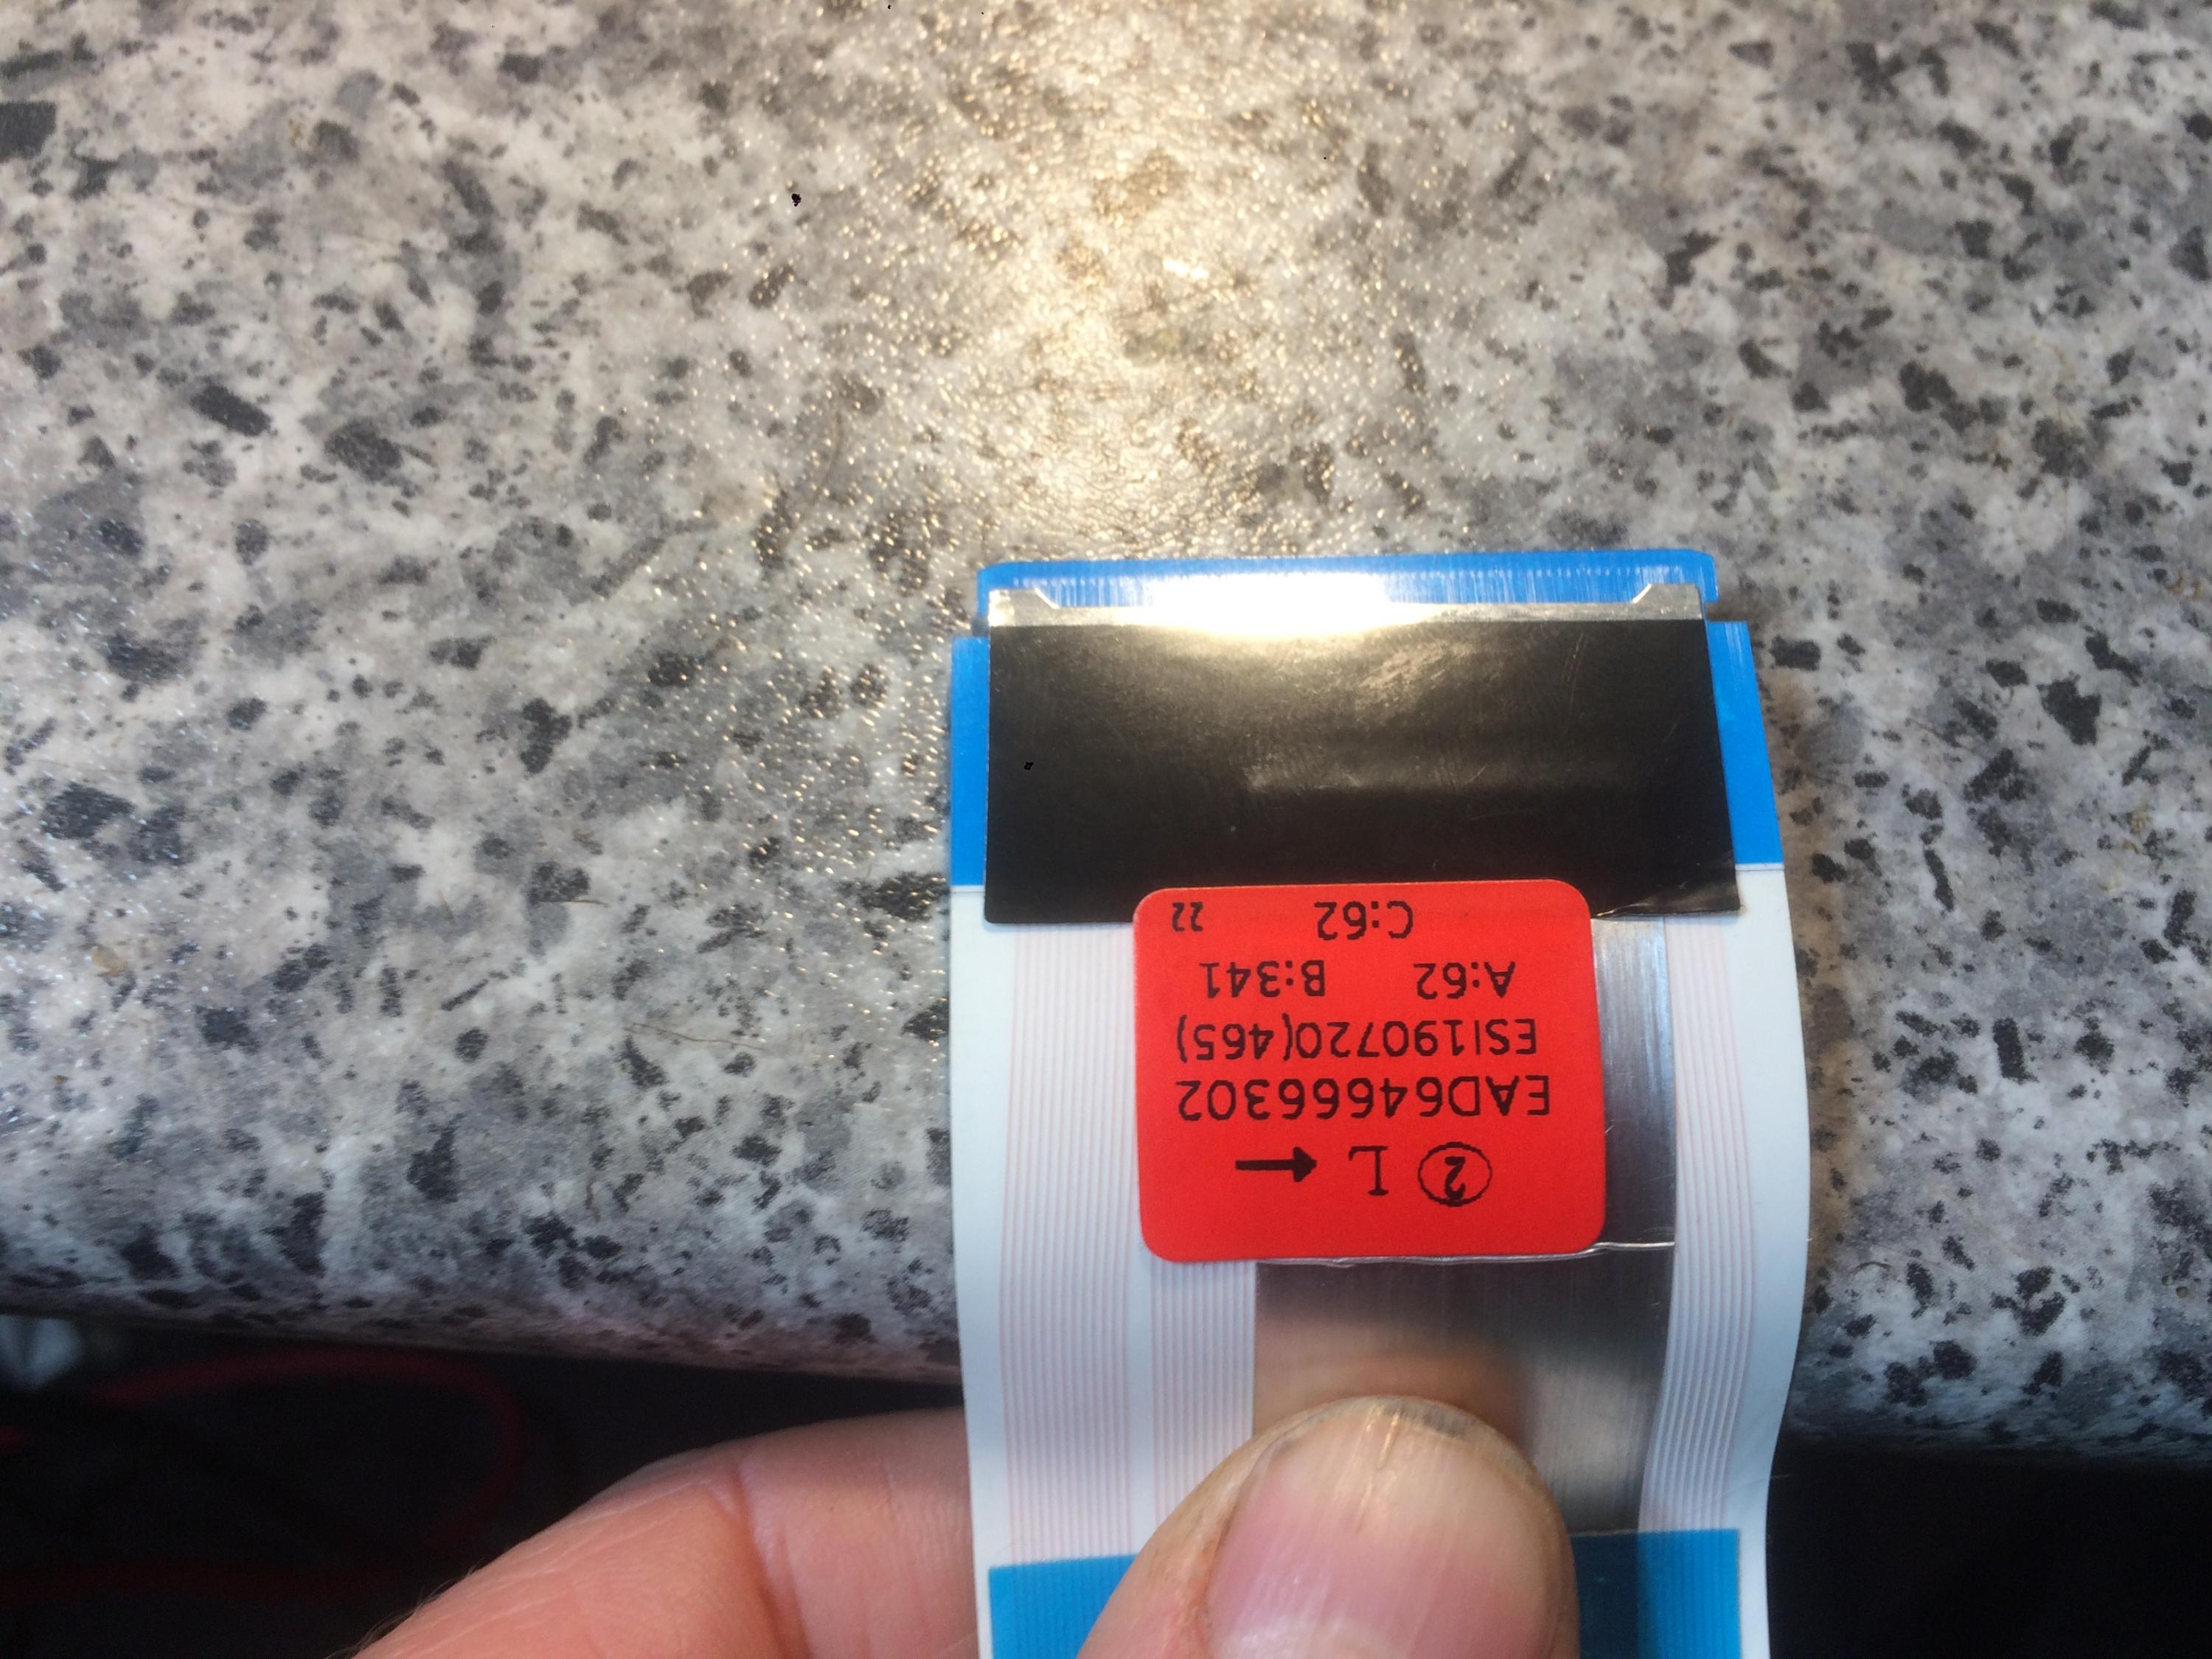 ② L →
EAD64666302
ESI190720(465)
A:62 B:341
C:62 22